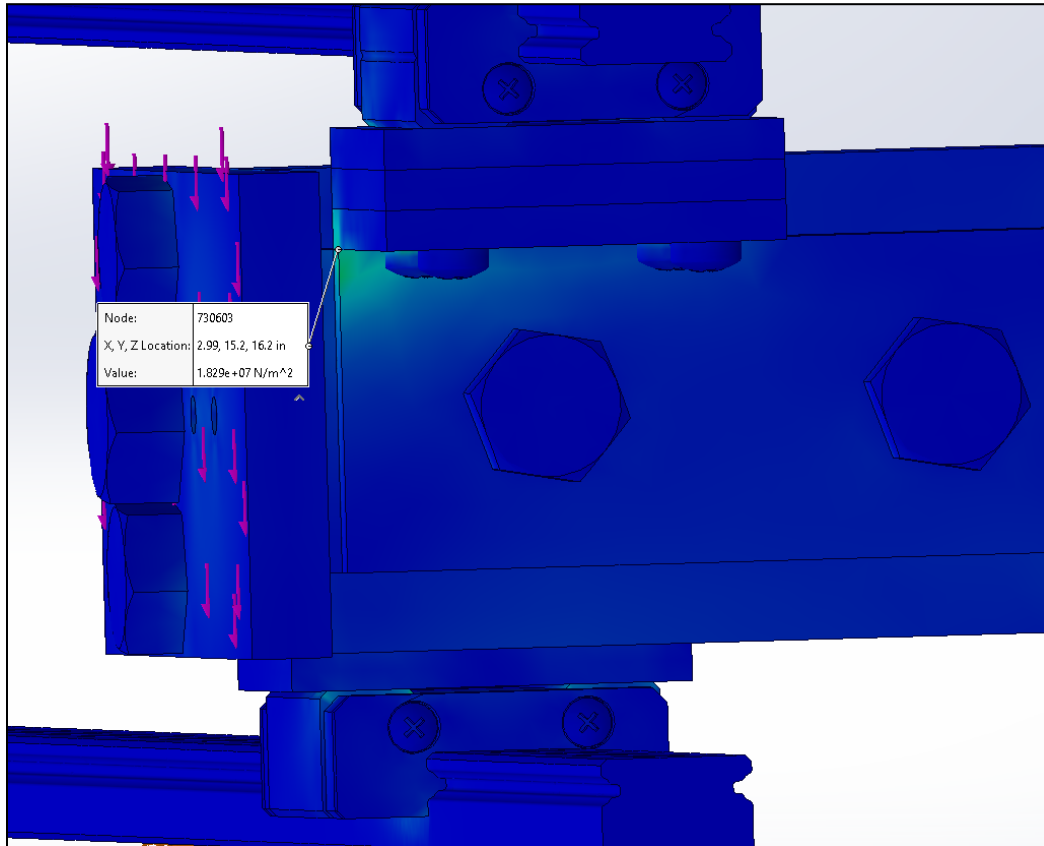 Node: 730603
X, Y, Z Location: 2.99, 15.2, 16.2 in
Value: 1.829e+07 N/m^2